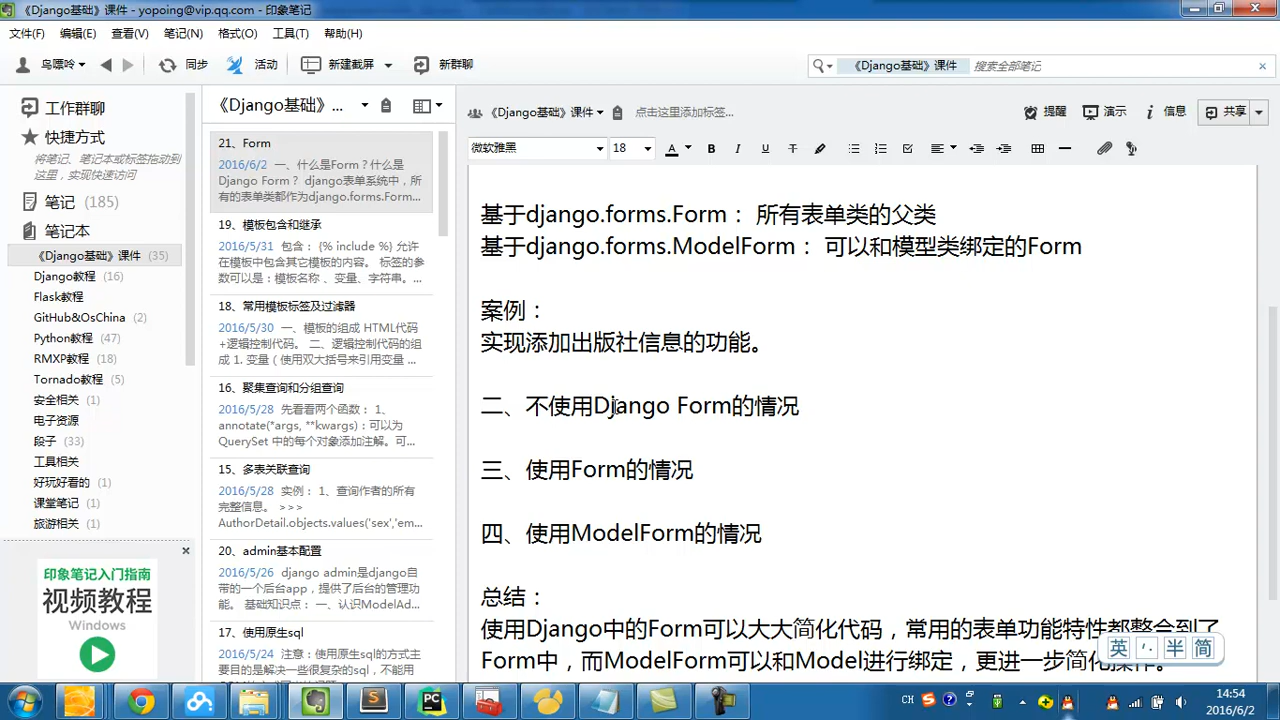 《Django基础》课件 - yopoing@vip.qq.com - 印象笔记
文件(F) 编辑(E) 查看(V) 笔记(N) 格式(O) 工具(T) 帮助(H)
鸟嘌呤 同步 活动 新建截屏 新群聊
《Django基础》课件 搜索全部笔记
工作群聊
快捷方式
将笔记、笔记本或标签拖动到
这里，实现快速访问
笔记 (185)
笔记本
《Django基础》课件 (35)
Django教程 (16)
Flask教程
GitHub&OsChina (2)
Python教程 (47)
RMXP教程 (18)
Tornado教程 (5)
安全相关 (1)
电子资源
段子 (33)
工具相关
好玩好看的 (1)
课堂笔记 (1)
旅游相关 (1)
印象笔记入门指南
视频教程
Windows
《Django基础》...
21、Form
2016/6/2 一、什么是Form？什么是
Django Form？ django表单系统中，所
有的表单类都作为django.forms.Form...
19、模板包含和继承
2016/5/31 包含： {% include %} 允许
在模板中包含其它模板的内容。 标签的参
数可以是：模板名称 、变量、字符串。...
18、常用模板标签及过滤器
2016/5/30 一、模板的组成 HTML代码
+逻辑控制代码。 二、逻辑控制代码的组
成 1. 变量（使用双大括号来引用变量 ...
16、聚集查询和分组查询
2016/5/28 先看看两个函数： 1、
annotate(*args, **kwargs)：可以为
QuerySet 中的每个对象添加注解。可...
15、多表关联查询
2016/5/28 实例： 1、查询作者的所有
完整信息。 >>>
AuthorDetail.objects.values('sex','em...
20、admin基本配置
2016/5/26 django admin是django自
带的一个后台app，提供了后台的管理功
能。 基础知识点： 一、认识ModelAd...
17、使用原生sql
2016/5/24 注意：使用原生sql的方式主
要目的是解决一些很复杂的sql，不能用
《Django基础》课件 点击这里添加标签... 提醒 演示 信息 共享
微软雅黑 18 A B I U T
基于django.forms.Form： 所有表单类的父类
基于django.forms.ModelForm： 可以和模型类绑定的Form
案例：
实现添加出版社信息的功能。
二、不使用Django Form的情况
三、使用Form的情况
四、使用ModelForm的情况
总结：
使用Django中的Form可以大大简化代码，常用的表单功能特性都整合到了
Form中，而ModelForm可以和Model进行绑定，更进一步简化操作。
英 半 简
CH 14:54
2016/6/2